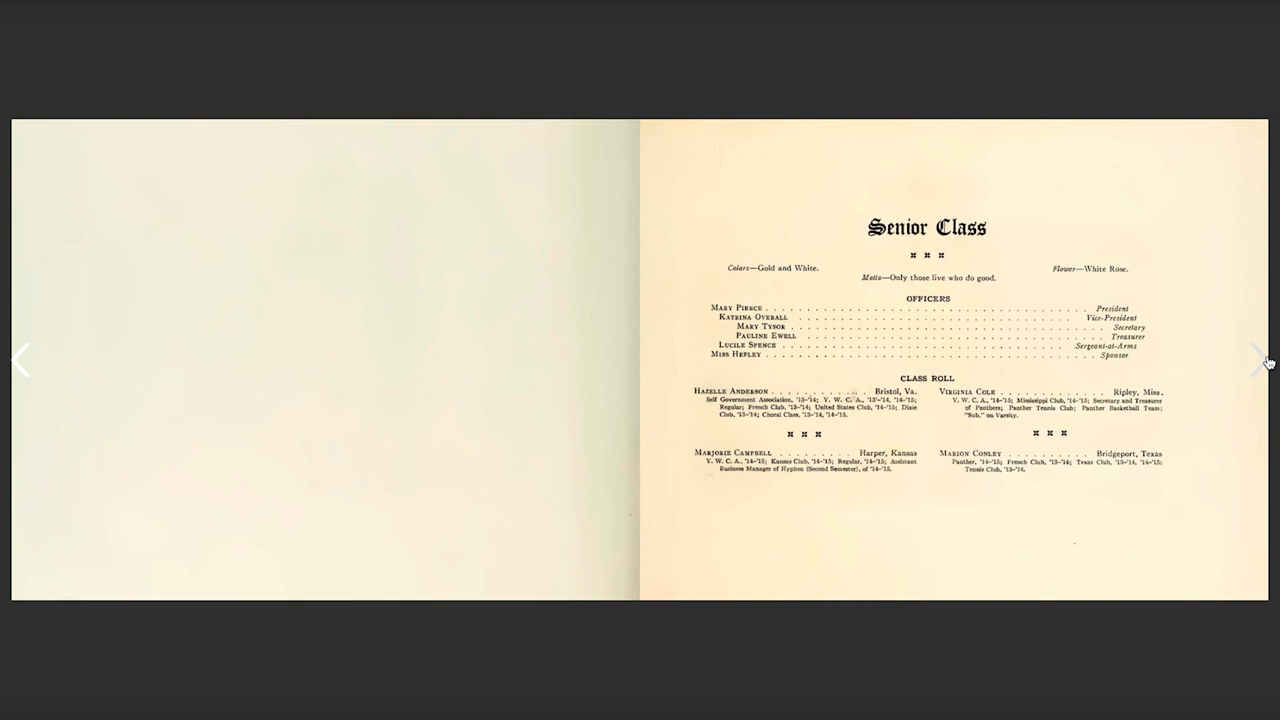 Senior Class
Colors—Gold and White.
Flower—White Rose.
Motto—Only those live who do good.
OFFICERS
MARY PIERCE . . . . . . . . . . . . . . . . . . . . . . . . . . . . . . President
KATRINA OVERALL . . . . . . . . . . . . . . . . . . . . . . . . . . Vice-President
MARY TYSOR . . . . . . . . . . . . . . . . . . . . . . . . . . . . . Secretary
PAULINE EWELL . . . . . . . . . . . . . . . . . . . . . . . . . . . Treasurer
LUCILE SPENCE . . . . . . . . . . . . . . . . . . . . . . . . . . Sergeant-at-Arms
MISS HEFLEY . . . . . . . . . . . . . . . . . . . . . . . . . . . . . . Sponsor
CLASS ROLL
HAZELLE ANDERSON . . . . . . . . . . . Bristol, Va.
Self Government Association, '13-'14; Y. W. C. A., '13'-'14, '14-'15;
Regular; French Club, '13-'14; United States Club, '14-'15; Dixie
Club, '13-'14; Choral Class, '13-'14, '14-'15.
MARJORIE CAMPBELL . . . . . . . . . Harper, Kansas
Y. W. C. A., '14-'15; Kansas Club, '14-'15; Regular, '14-'15; Assistant
Business Manager of Hyphen (Second Semester), of '14-'15.
VIRGINIA COLE . . . . . . . . . . . . . Ripley, Miss.
Y. W. C. A., '14-'15; Mississippi Club, '14-'15; Secretary and Treasurer
of Panthers; Panther Tennis Club; Panther Basketball Team;
"Sub." on Varsity.
MARION CONLEY . . . . . . . . . . Bridgeport, Texas
Panther, '14-'15; French Club, '13-'14; Texas Club, '13-'14, '14-'15;
Tennis Club, '13-'14.